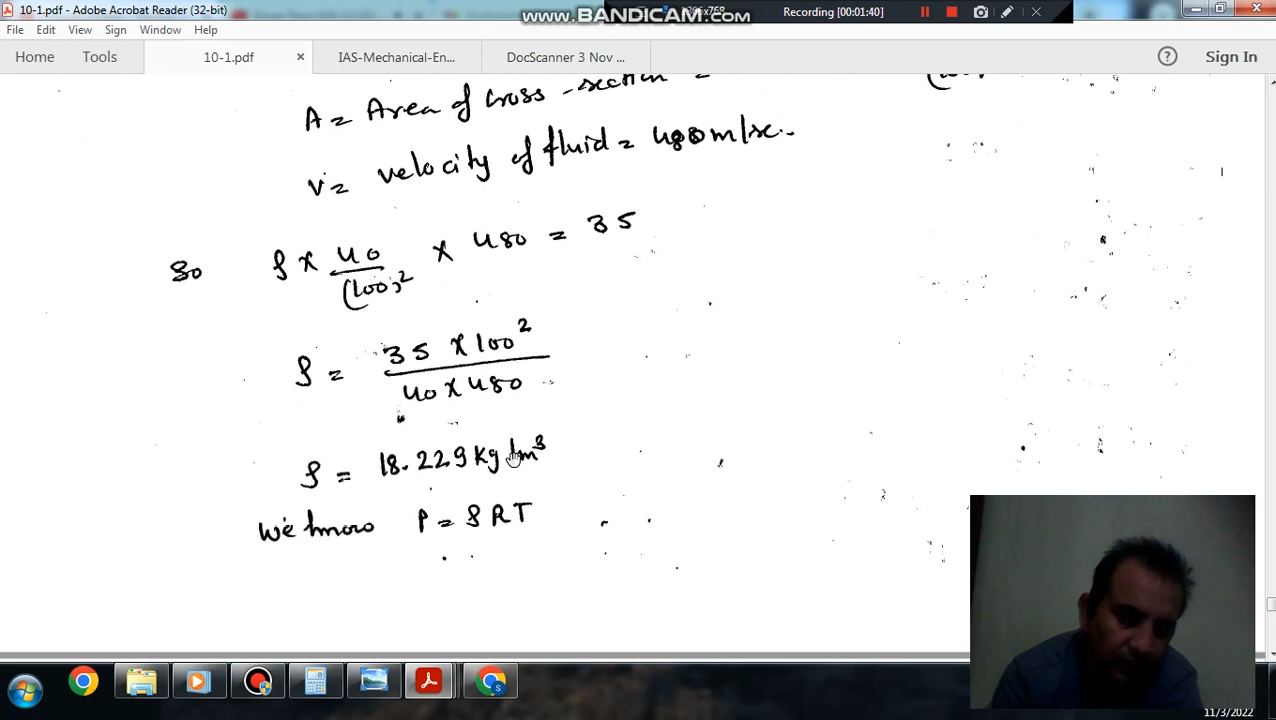 10-1.pdf - Adobe Acrobat Reader (32-bit)
www.BANDICAM.com
Recording [00:01:40]
File Edit View Sign Window Help
Home Tools 10-1.pdf × IAS-Mechanical-En... DocScanner 3 Nov ... ? Sign In
A = Area of cross-section =
V = velocity of fluid = 480 m/sec.
So ρ × 40/(100)² × 480 = 35
ρ = 35 × 100² / 40 × 480
ρ = 18.229 Kg/m³
We know P = ρRT
11/3/2022